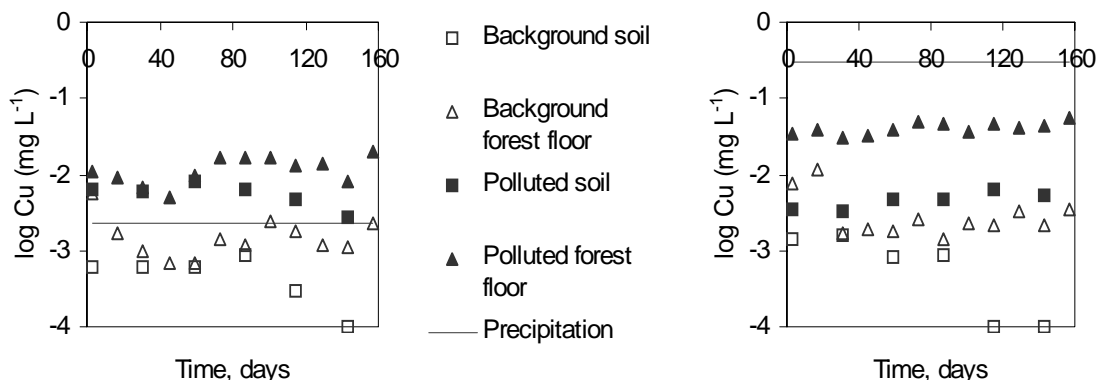 0
0 40 80 120 160
-1
-2
-3
-4
log Cu (mg L-1)
Time, days
Background soil
Background
forest floor
Polluted soil
Polluted forest
floor
Precipitation
0
0 40 80 120 160
-1
-2
-3
-4
log Cu (mg L-1)
Time, days